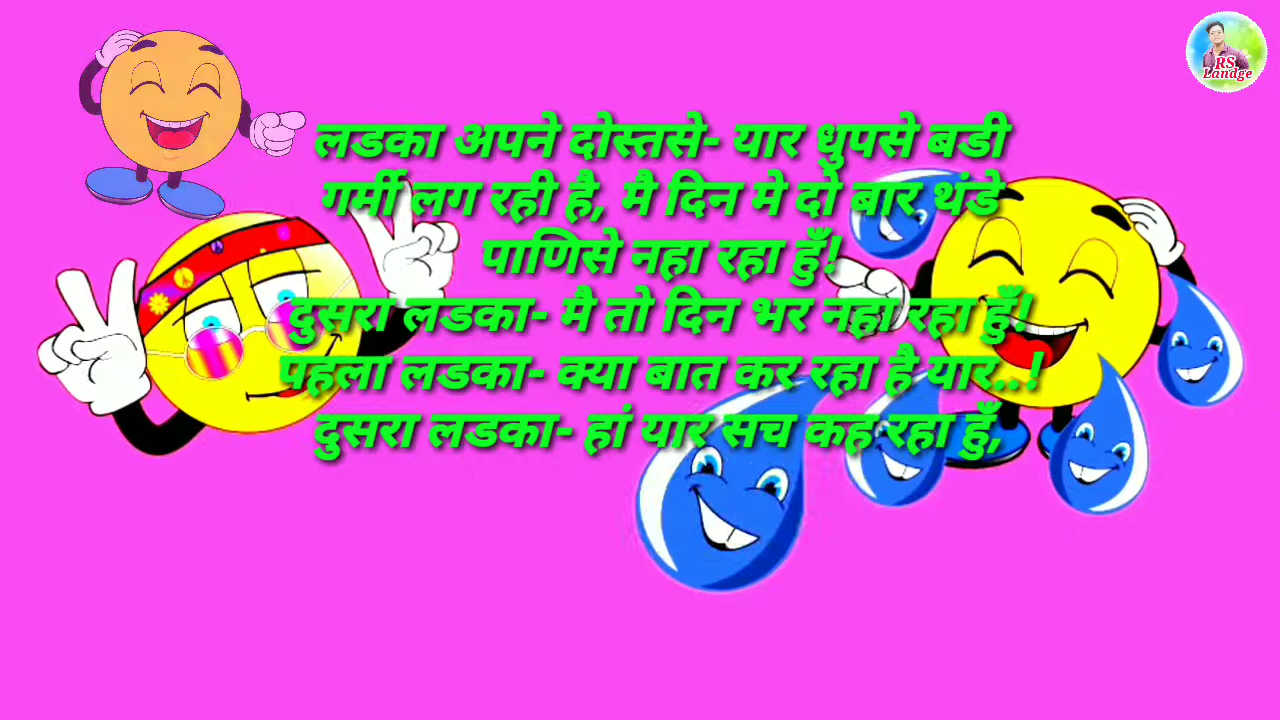 RS
Landge
लडका अपने दोस्तसे- यार धुपसे बडी
गर्मी लग रही है, मै दिन मे दो बार थंडे
पाणिसे नहा रहा हुँ!
दुसरा लडका- मै तो दिन भर नहा रहा हुँ!
पहला लडका- क्या बात कर रहा है यार..!
दुसरा लडका- हां यार सच कह रहा हुँ,